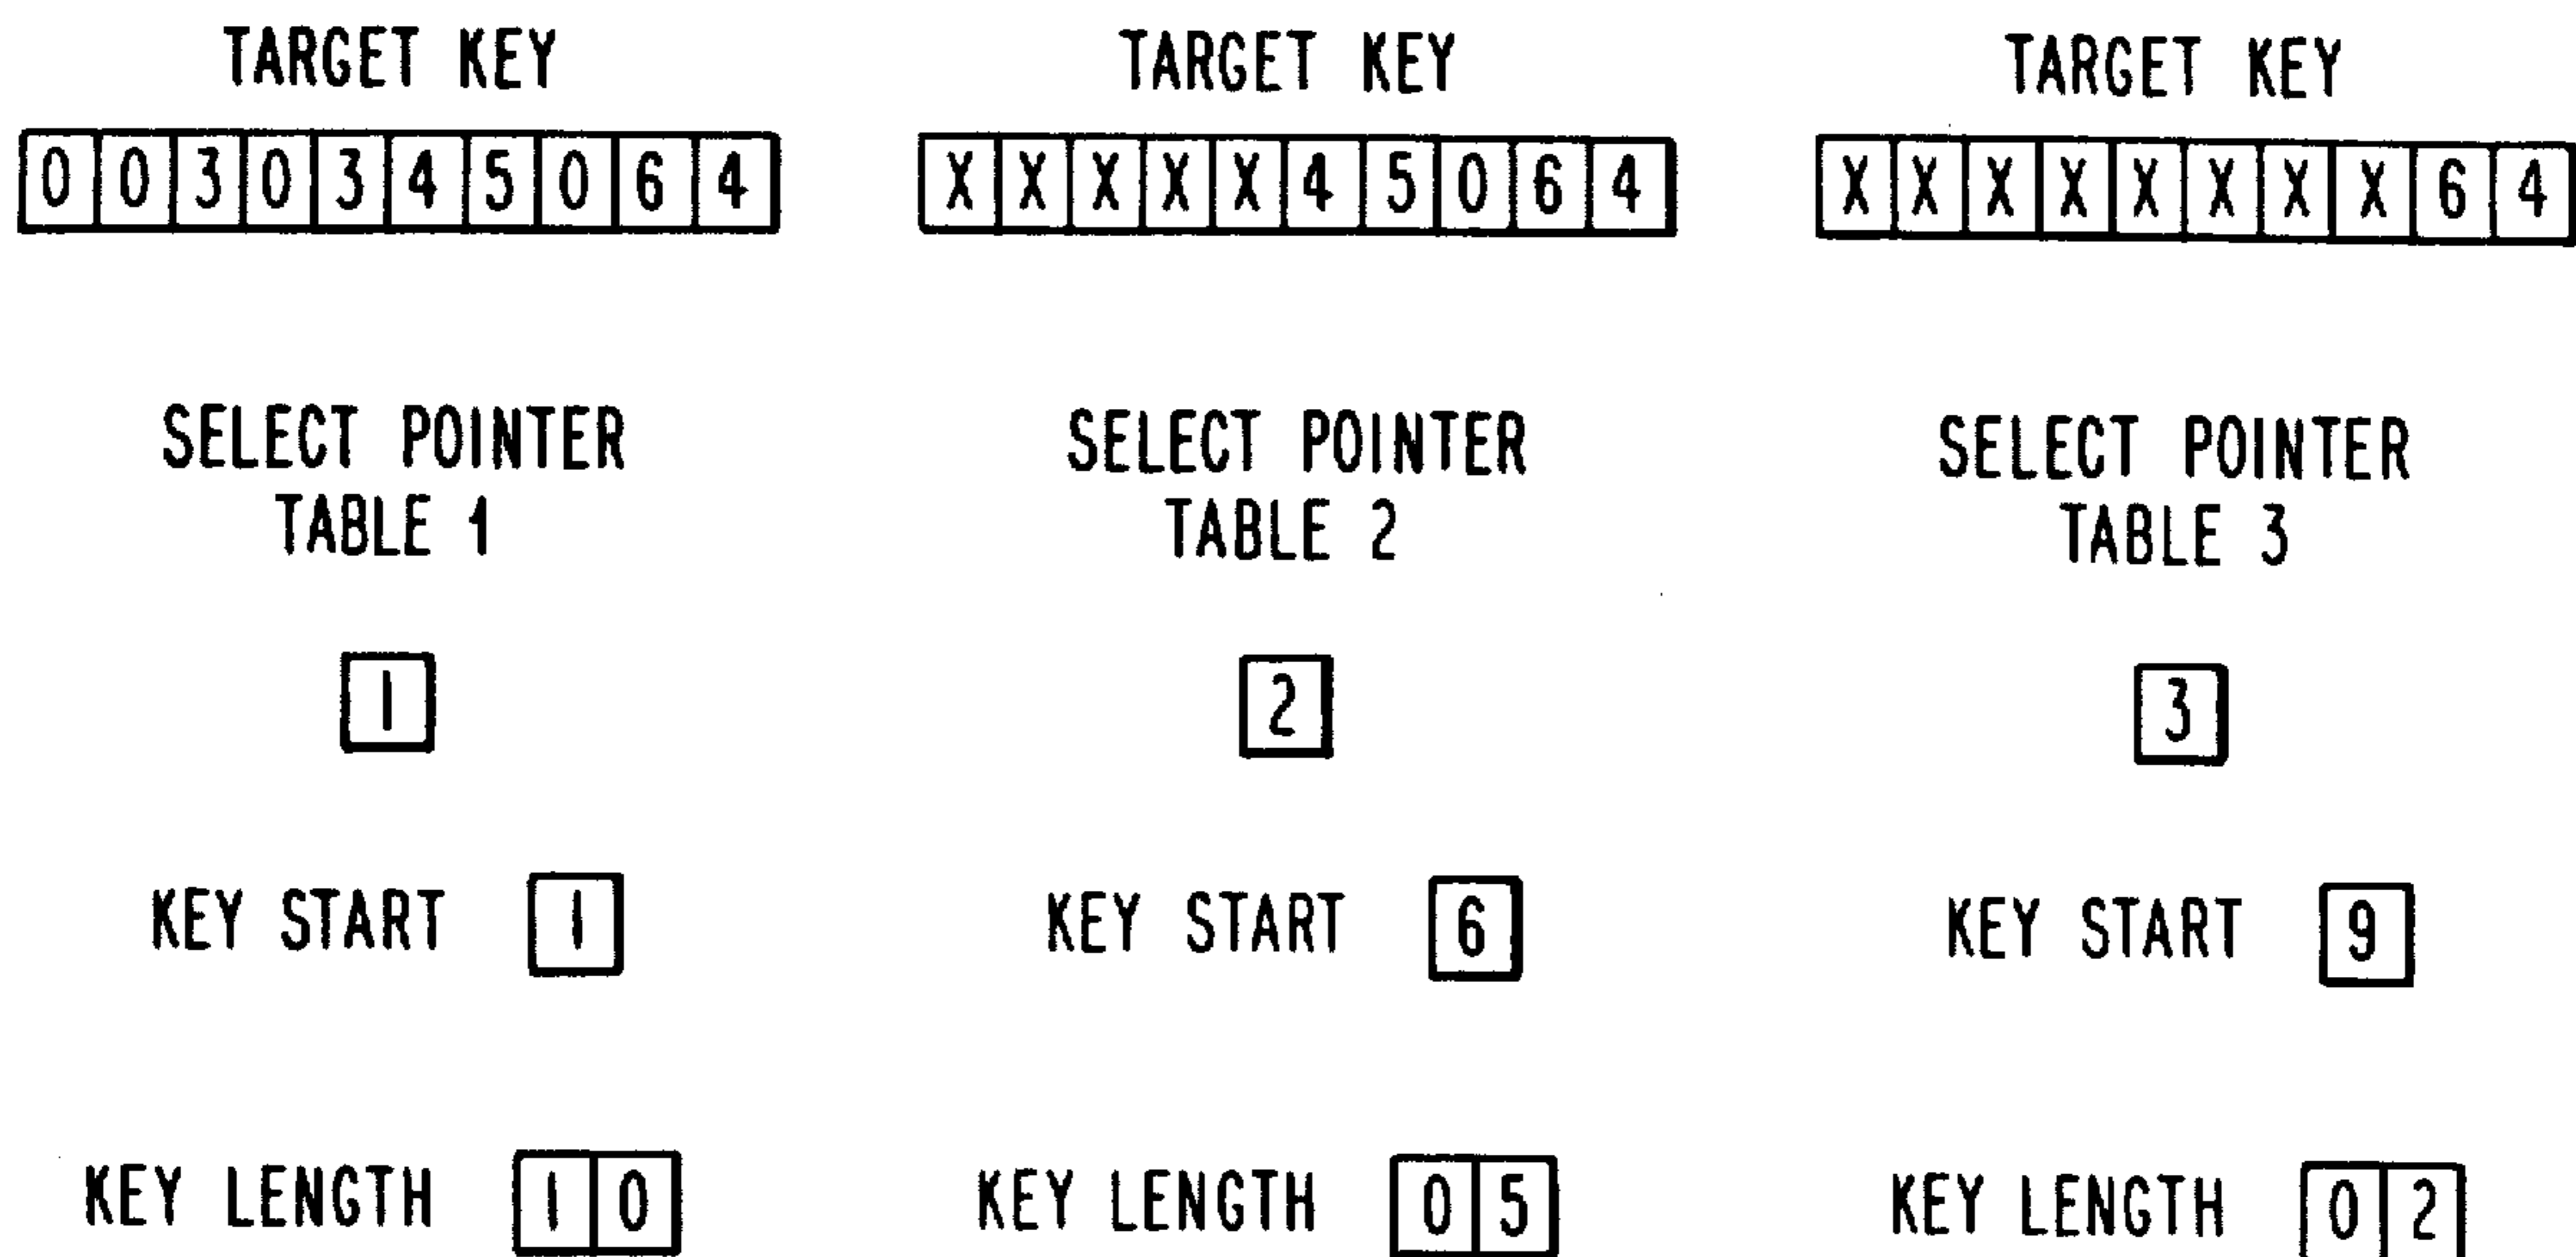 TARGET KEY
0 0 3 0 3 4 5 0 6 4
SELECT POINTER
TABLE 1
1
KEY START 1
KEY LENGTH 1 0
TARGET KEY
X X X X X 4 5 0 6 4
SELECT POINTER
TABLE 2
2
KEY START 6
KEY LENGTH 0 5
TARGET KEY
X X X X X X X X 6 4
SELECT POINTER
TABLE 3
3
KEY START 9
KEY LENGTH 0 2